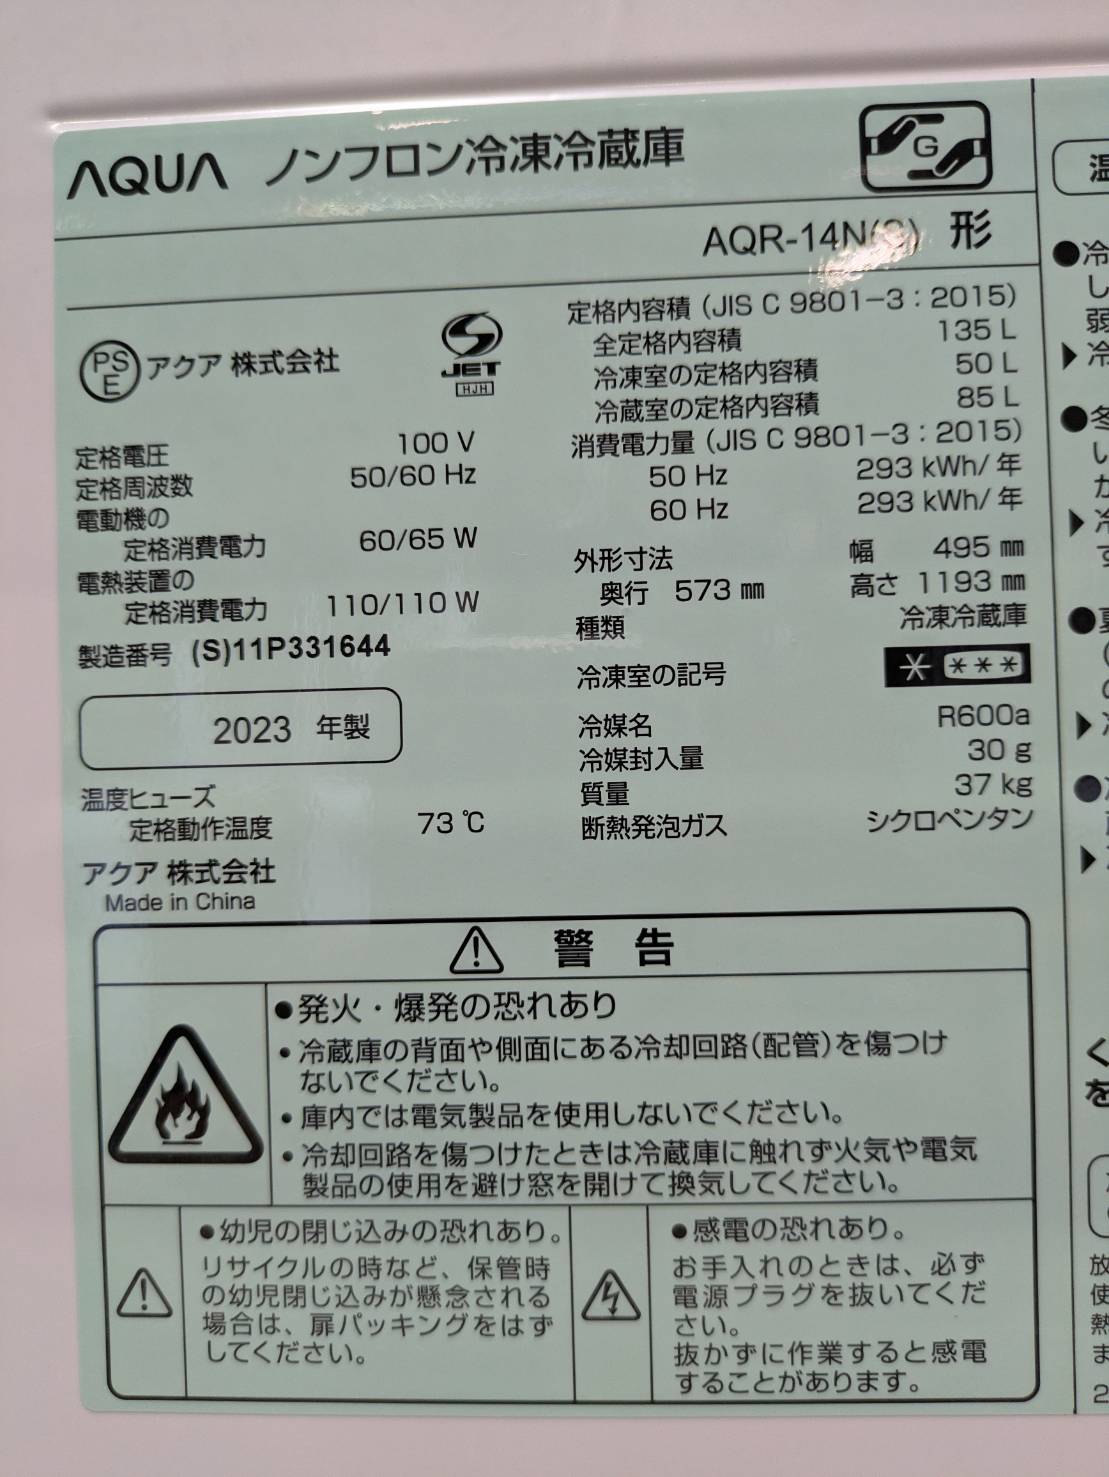 AQUA ノンフロン冷凍冷蔵庫
G
AQR-14N(S) 形
PS
E
アクア 株式会社
JET
HJH
定格電圧 100 V
定格周波数 50/60 Hz
電動機の
定格消費電力 60/65 W
電熱装置の
定格消費電力 110/110 W
製造番号 (S)11P331644
2023 年製
温度ヒューズ
定格動作温度 73 ℃
アクア 株式会社
Made in China
定格内容積 (JIS C 9801-3:2015)
全定格内容積 135 L
冷凍室の定格内容積 50 L
冷蔵室の定格内容積 85 L
消費電力量 (JIS C 9801-3:2015)
50 Hz 293 kWh/年
60 Hz 293 kWh/年
外形寸法 幅 495 ㎜
奥行 573 ㎜ 高さ 1193 ㎜
種類 冷凍冷蔵庫
冷凍室の記号 * ***
冷媒名 R600a
冷媒封入量 30 g
質量 37 kg
断熱発泡ガス シクロペンタン
⚠ 警告
●発火・爆発の恐れあり
・冷蔵庫の背面や側面にある冷却回路(配管)を傷つけ
ないでください。
・庫内では電気製品を使用しないでください。
・冷却回路を傷つけたときは冷蔵庫に触れず火気や電気
製品の使用を避け窓を開けて換気してください。
●幼児の閉じ込みの恐れあり。
リサイクルの時など、保管時
の幼児閉じ込みが懸念される
場合は、扉パッキングをはず
してください。
●感電の恐れあり。
お手入れのときは、必ず
電源プラグを抜いてくだ
さい。
抜かずに作業すると感電
することがあります。
温
●冷
し
弱
▶冷
●冬
い
か
▶冷
す
●夏
(
の
く
を
放
使
熱
ま
2